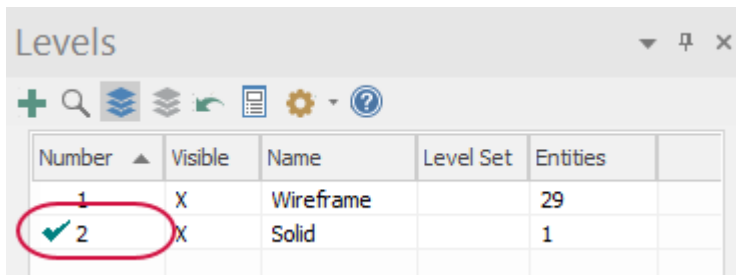 Levels
Number Visible Name Level Set Entities
1 X Wireframe 29
2 X Solid 1